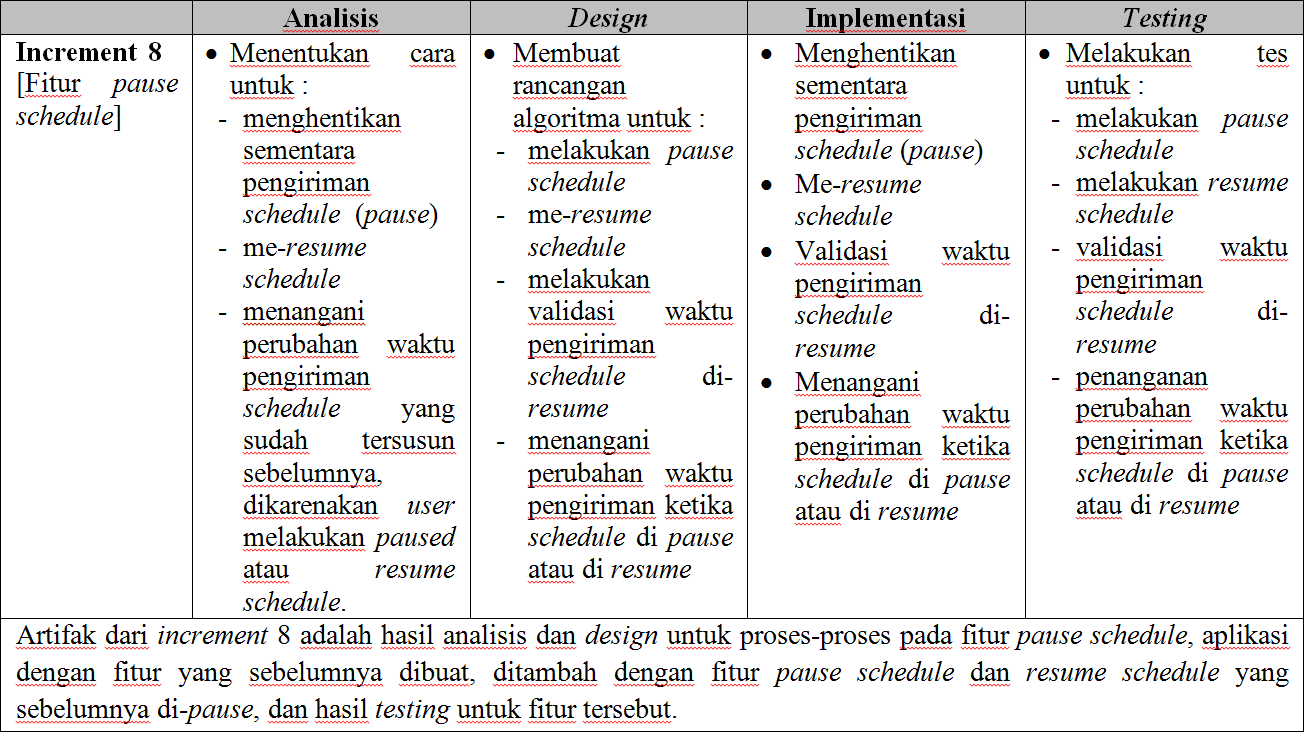 Analisis
Design
Implementasi
Testing
Increment 8
[Fitur pause
schedule]
• Menentukan cara
untuk :
- menghentikan
sementara
pengiriman
schedule (pause)
- me-resume
schedule
- menangani
perubahan waktu
pengiriman
schedule yang
sudah tersusun
sebelumnya,
dikarenakan user
melakukan paused
atau resume
schedule.
• Membuat
rancangan
algoritma untuk :
- melakukan pause
schedule
- me-resume
schedule
- melakukan
validasi waktu
pengiriman
schedule di-
resume
- menangani
perubahan waktu
pengiriman ketika
schedule di pause
atau di resume
• Menghentikan
sementara
pengiriman
schedule (pause)
• Me-resume
schedule
• Validasi waktu
pengiriman
schedule di-
resume
• Menangani
perubahan waktu
pengiriman ketika
schedule di pause
atau di resume
• Melakukan tes
untuk :
- melakukan pause
schedule
- melakukan resume
schedule
- validasi waktu
pengiriman
schedule di-
resume
- penanganan
perubahan waktu
pengiriman ketika
schedule di pause
atau di resume
Artifak dari increment 8 adalah hasil analisis dan design untuk proses-proses pada fitur pause schedule, aplikasi
dengan fitur yang sebelumnya dibuat, ditambah dengan fitur pause schedule dan resume schedule yang
sebelumnya di-pause, dan hasil testing untuk fitur tersebut.